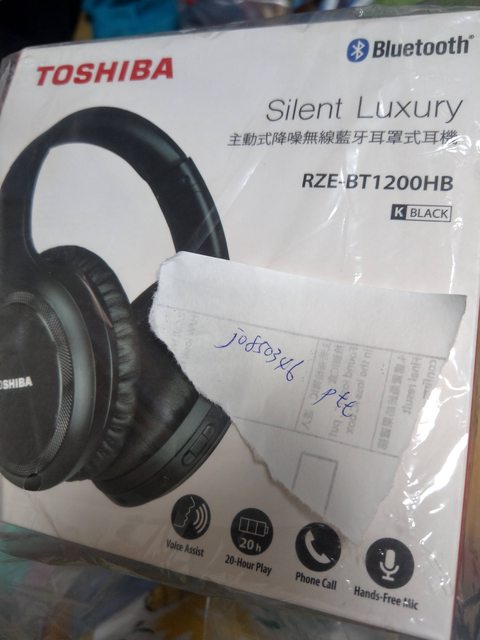 TOSHIBA
Bluetooth®
Silent Luxury
主動式降噪無線藍牙耳罩式耳機
RZE-BT1200HB
K BLACK
jo850346
ptt
OSHIBA
20h
Voice Assist
20-Hour Play
Phone Call
Hands-Free Mic